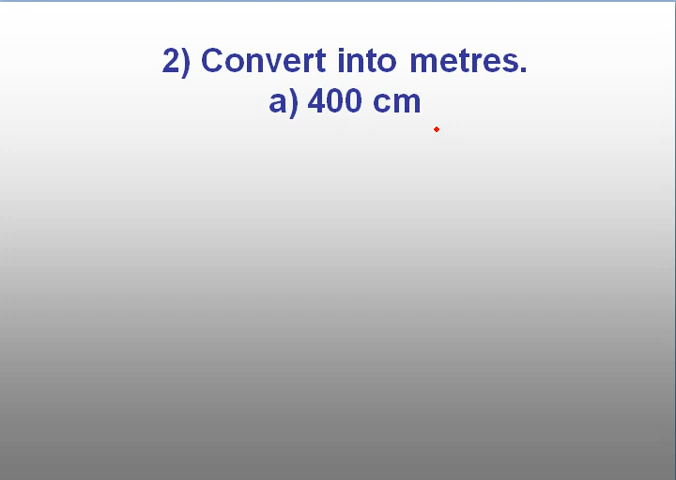 2) Convert into metres.
a) 400 cm